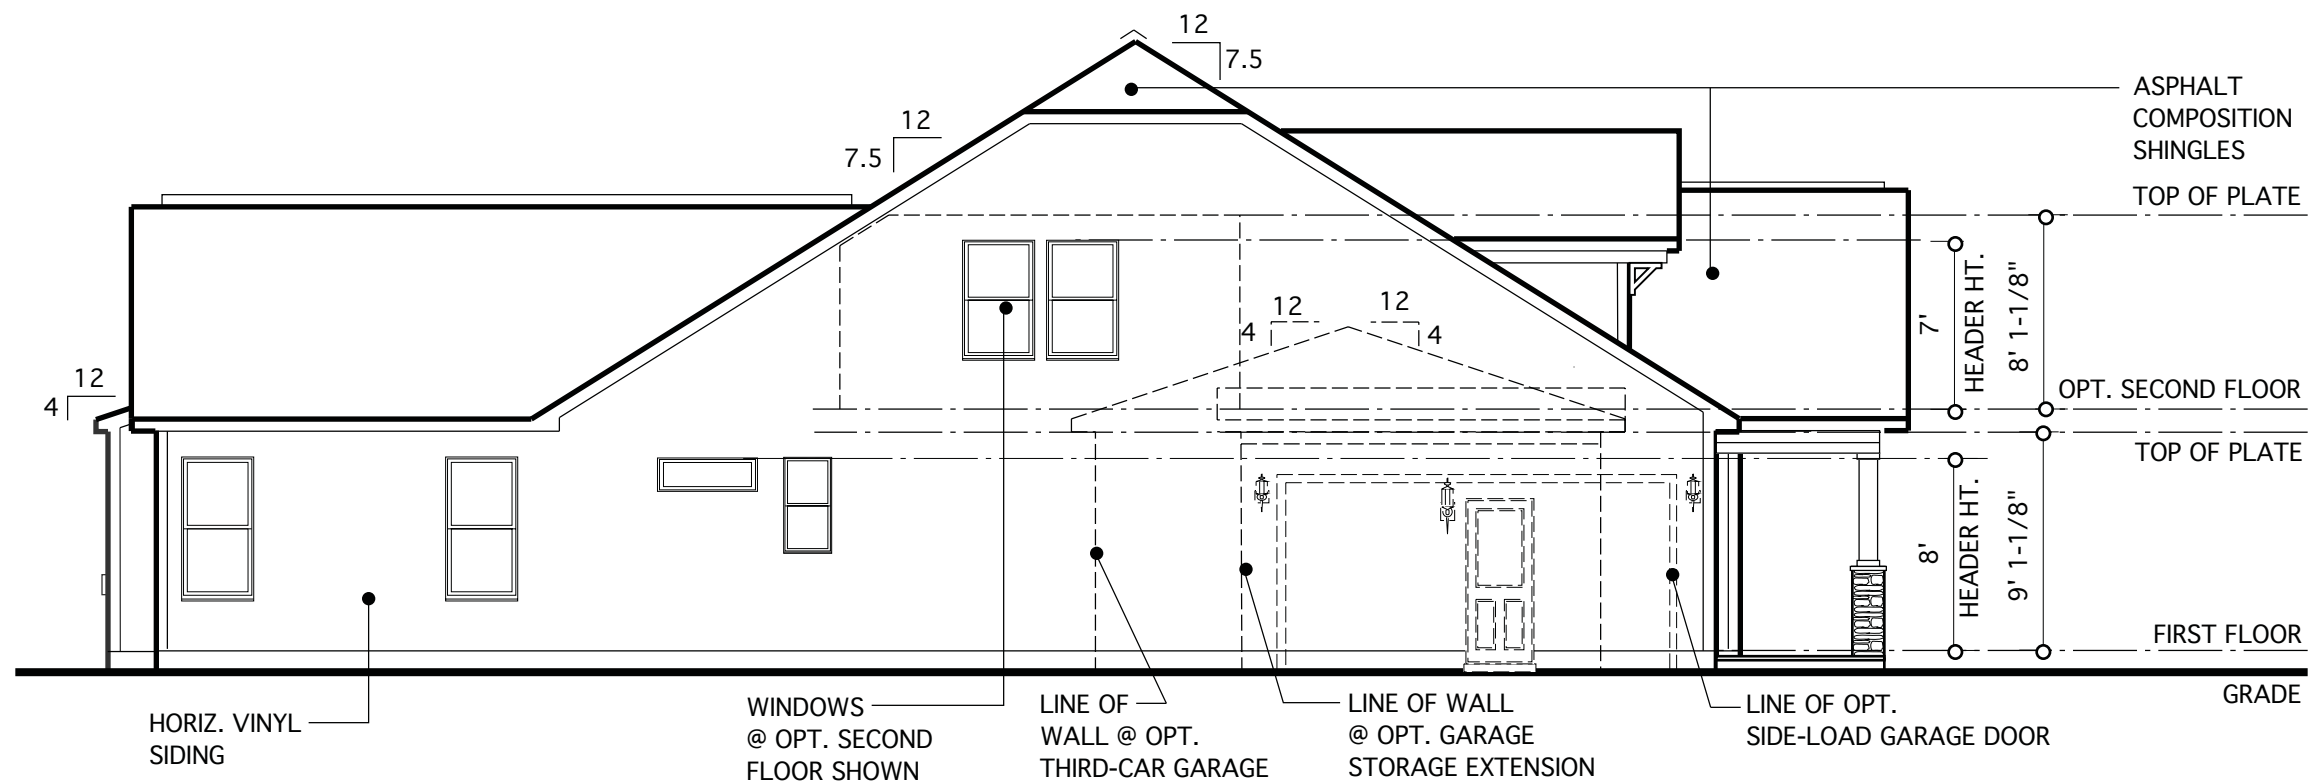 12
7.5
12
7.5
ASPHALT
COMPOSITION
SHINGLES
TOP OF PLATE
7'
HEADER HT.
8' 1-1/8"
12
4
12
4
12
4
OPT. SECOND FLOOR
TOP OF PLATE
8'
HEADER HT.
9' 1-1/8"
FIRST FLOOR
GRADE
HORIZ. VINYL
SIDING
WINDOWS
@ OPT. SECOND
FLOOR SHOWN
LINE OF
WALL @ OPT.
THIRD-CAR GARAGE
LINE OF WALL
@ OPT. GARAGE
STORAGE EXTENSION
LINE OF OPT.
SIDE-LOAD GARAGE DOOR